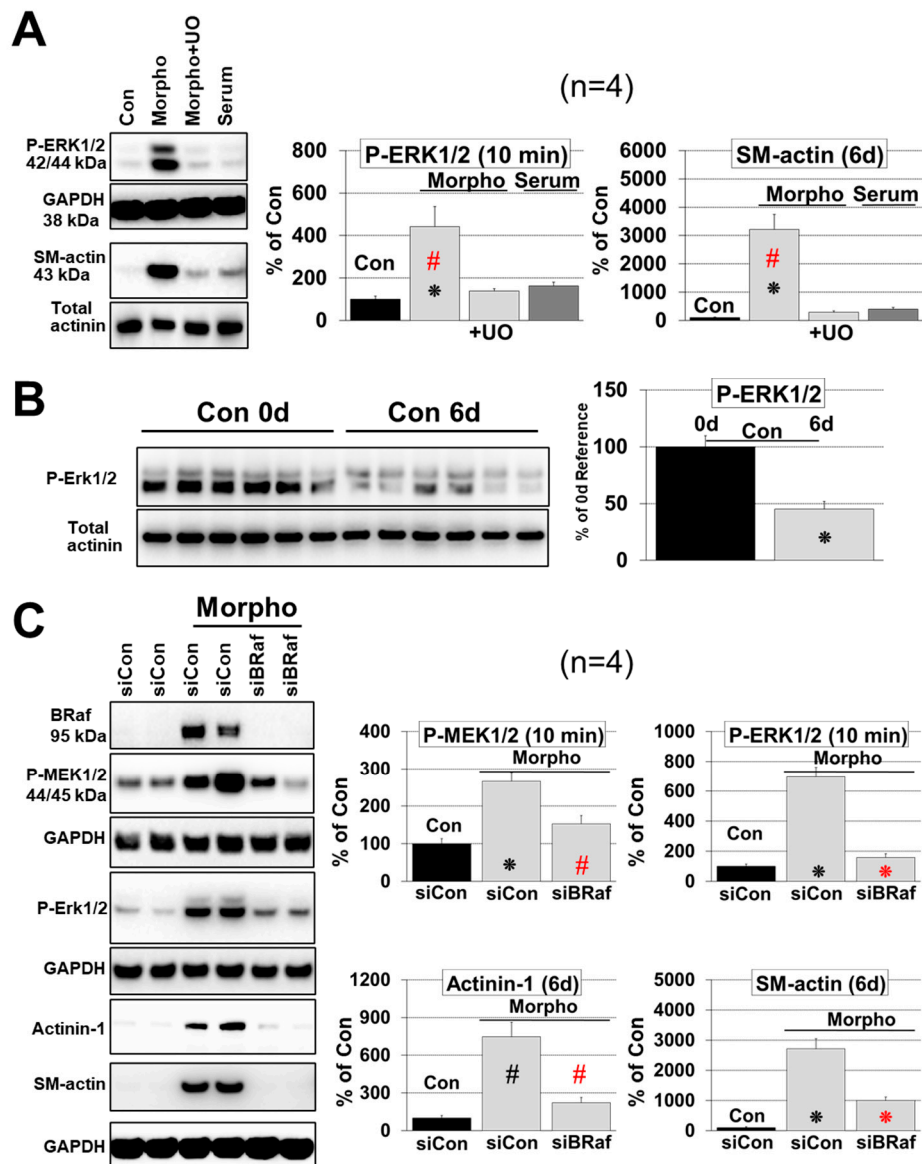 A
Con
Morpho
Morpho+UO
Serum
P-ERK1/2
42/44 kDa
GAPDH
38 kDa
SM-actin
43 kDa
Total
actinin
(n=4)
P-ERK1/2 (10 min)
% of Con
800
600
400
200
0
Con
Morpho
Serum
#
*
+UO
SM-actin (6d)
% of Con
6000
5000
4000
3000
2000
1000
0
Con
Morpho
Serum
#
*
+UO
B
Con 0d
Con 6d
P-Erk1/2
Total
actinin
P-ERK1/2
% of 0d Reference
150
100
50
0
0d
6d
Con
*
C
Morpho
siCon
siCon
siCon
siCon
siBRaf
siBRaf
BRaf
95 kDa
P-MEK1/2
44/45 kDa
GAPDH
P-Erk1/2
GAPDH
Actinin-1
SM-actin
GAPDH
(n=4)
P-MEK1/2 (10 min)
% of Con
400
300
200
100
0
Morpho
Con
*
#
siCon
siCon
siBRaf
P-ERK1/2 (10 min)
% of Con
1000
800
600
400
200
0
Morpho
Con
*
*
siCon
siCon
siBRaf
Actinin-1 (6d)
% of Con
1200
900
600
300
0
Morpho
Con
#
#
siCon
siCon
siBRaf
SM-actin (6d)
% of Con
5000
4000
3000
2000
1000
0
Morpho
Con
*
*
siCon
siCon
siBRaf